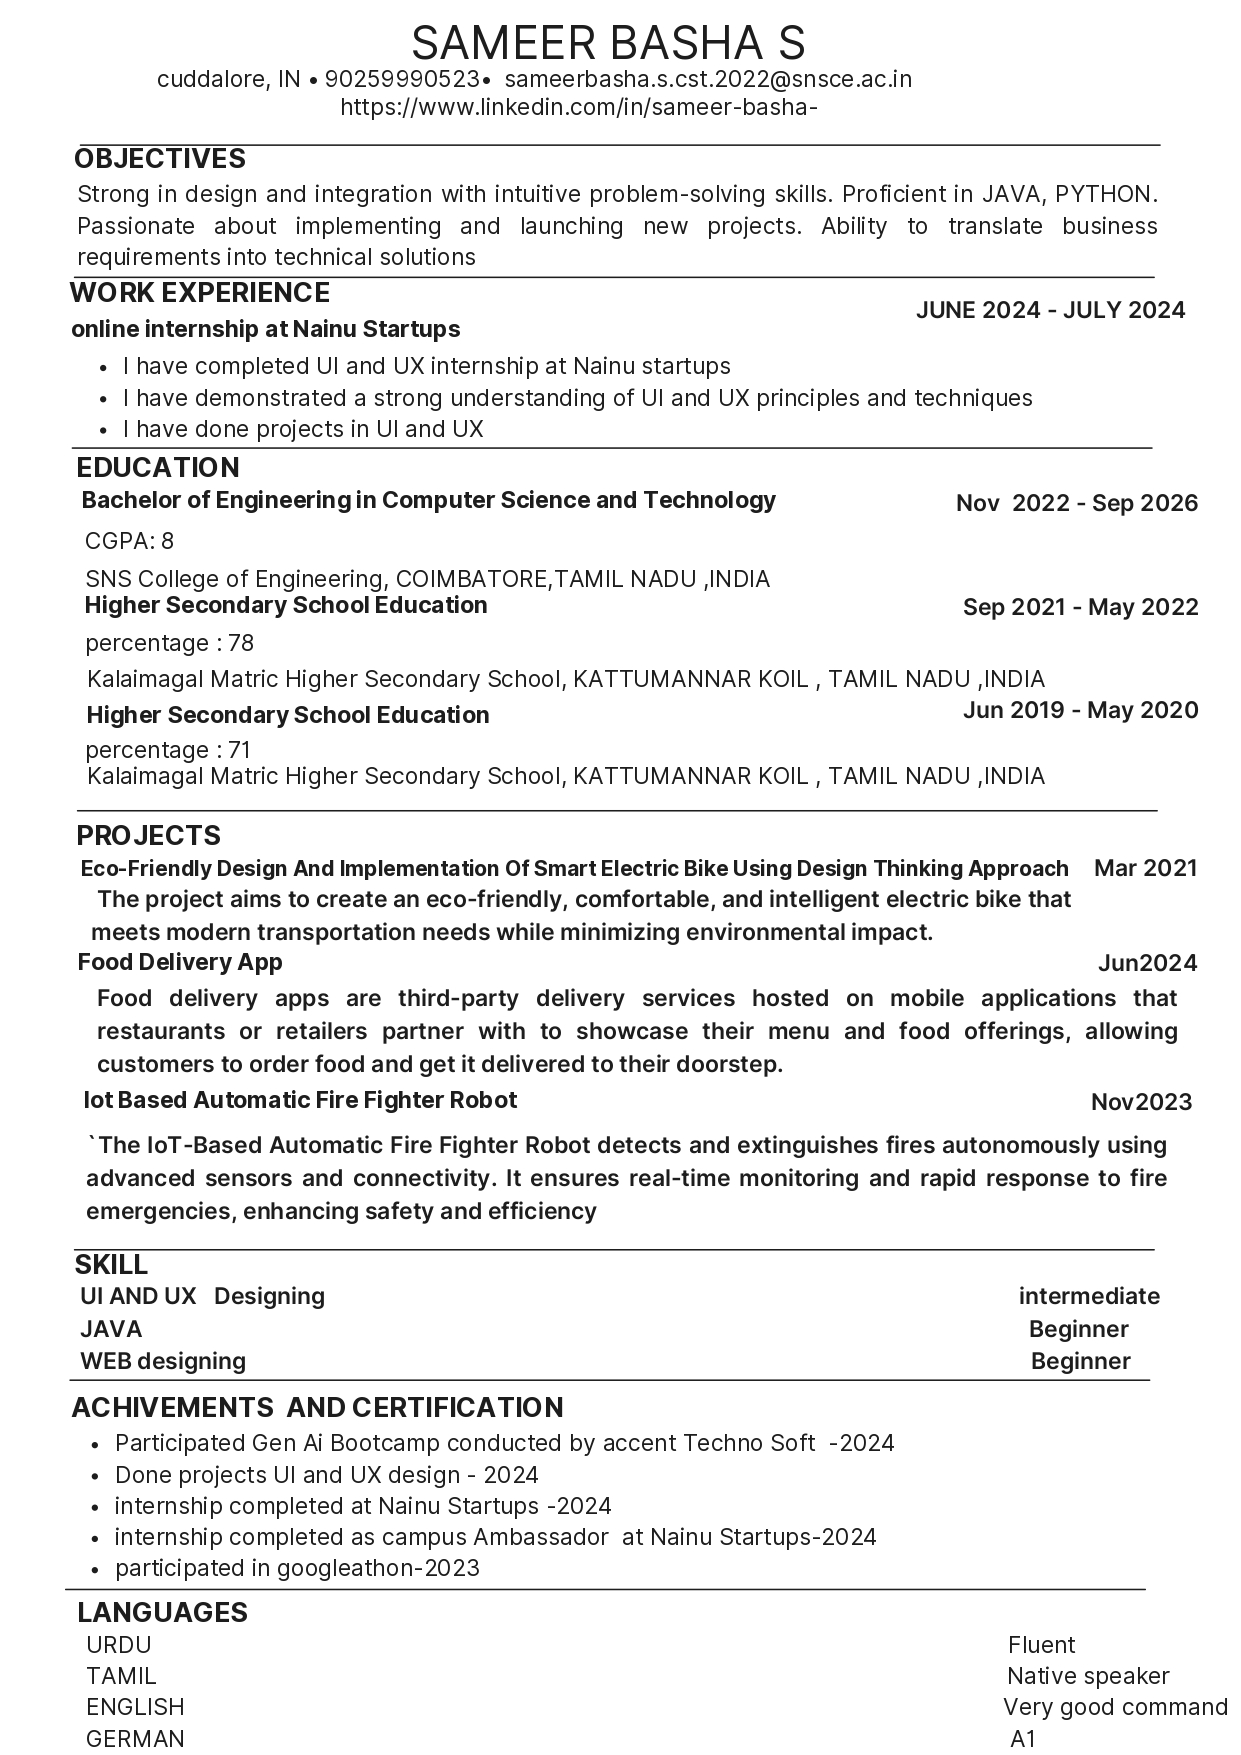 SAMEER BASHA S
cuddalore, IN • 90259990523• sameerbasha.s.cst.2022@snsce.ac.in
https://www.linkedin.com/in/sameer-basha-
OBJECTIVES
Strong in design and integration with intuitive problem-solving skills. Proficient in JAVA, PYTHON.
Passionate about implementing and launching new projects. Ability to translate business
requirements into technical solutions
WORK EXPERIENCE
JUNE 2024 - JULY 2024
online internship at Nainu Startups
• I have completed UI and UX internship at Nainu startups
• I have demonstrated a strong understanding of UI and UX principles and techniques
• I have done projects in UI and UX
EDUCATION
Bachelor of Engineering in Computer Science and Technology Nov 2022 - Sep 2026
CGPA: 8
SNS College of Engineering, COIMBATORE,TAMIL NADU ,INDIA
Higher Secondary School Education Sep 2021 - May 2022
percentage : 78
Kalaimagal Matric Higher Secondary School, KATTUMANNAR KOIL , TAMIL NADU ,INDIA
Higher Secondary School Education Jun 2019 - May 2020
percentage : 71
Kalaimagal Matric Higher Secondary School, KATTUMANNAR KOIL , TAMIL NADU ,INDIA
PROJECTS
Eco-Friendly Design And Implementation Of Smart Electric Bike Using Design Thinking Approach Mar 2021
The project aims to create an eco-friendly, comfortable, and intelligent electric bike that
meets modern transportation needs while minimizing environmental impact.
Food Delivery App Jun2024
Food delivery apps are third-party delivery services hosted on mobile applications that
restaurants or retailers partner with to showcase their menu and food offerings, allowing
customers to order food and get it delivered to their doorstep.
Iot Based Automatic Fire Fighter Robot Nov2023
`The IoT-Based Automatic Fire Fighter Robot detects and extinguishes fires autonomously using
advanced sensors and connectivity. It ensures real-time monitoring and rapid response to fire
emergencies, enhancing safety and efficiency
SKILL
UI AND UX Designing intermediate
JAVA Beginner
WEB designing Beginner
ACHIVEMENTS AND CERTIFICATION
• Participated Gen Ai Bootcamp conducted by accent Techno Soft -2024
• Done projects UI and UX design - 2024
• internship completed at Nainu Startups -2024
• internship completed as campus Ambassador at Nainu Startups-2024
• participated in googleathon-2023
LANGUAGES
URDU Fluent
TAMIL Native speaker
ENGLISH Very good command
GERMAN A1